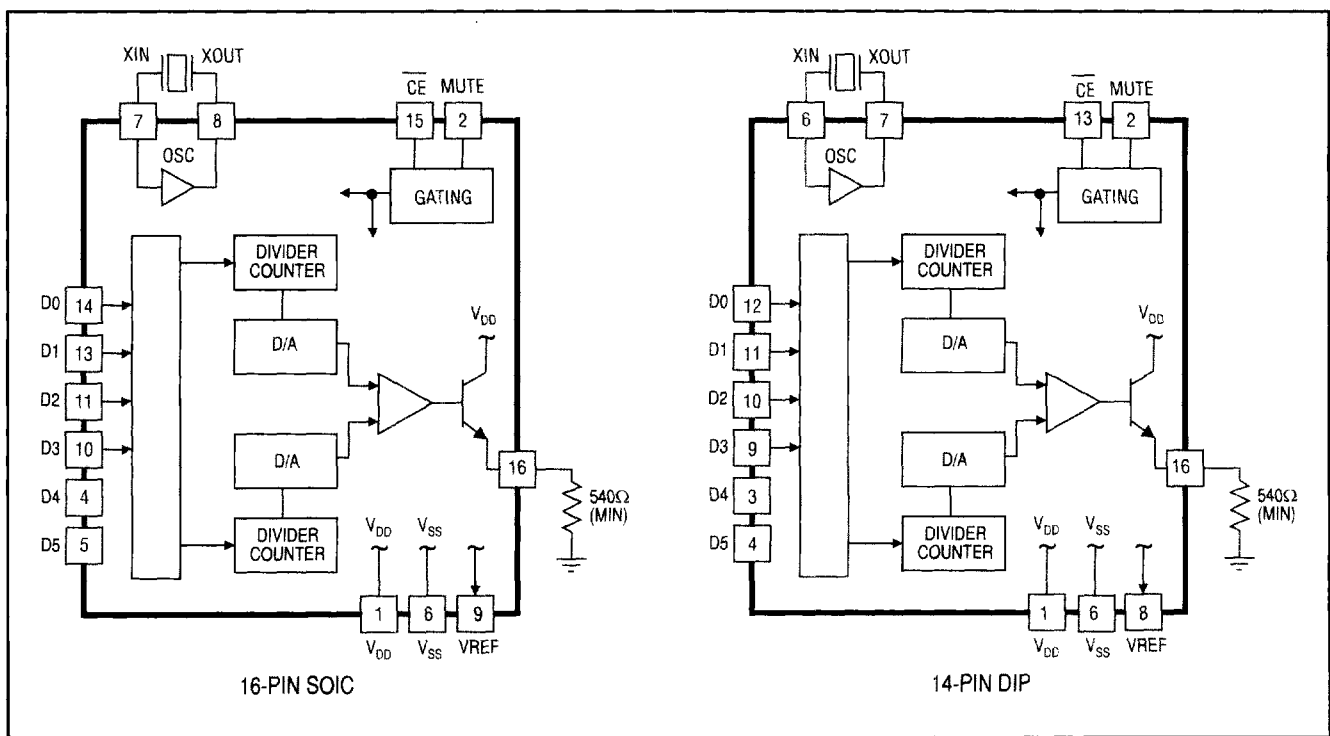 XIN XOUT
CE MUTE
7 8 15 2
OSC
GATING
DIVIDER
COUNTER
D0 14
D/A
VDD
D1 13
D2 11
D3 10
D/A
16
D4 4
540Ω
(MIN)
D5 5
DIVIDER
COUNTER
VDD VSS
1 6 9
VDD VSS VREF
16-PIN SOIC
XIN XOUT
CE MUTE
6 7 13 2
OSC
GATING
DIVIDER
COUNTER
D0 12
D/A
VDD
D1 11
D2 10
D3 9
D/A
16
D4 3
540Ω
(MIN)
D5 4
DIVIDER
COUNTER
VDD VSS
1 6 8
VDD VSS VREF
14-PIN DIP